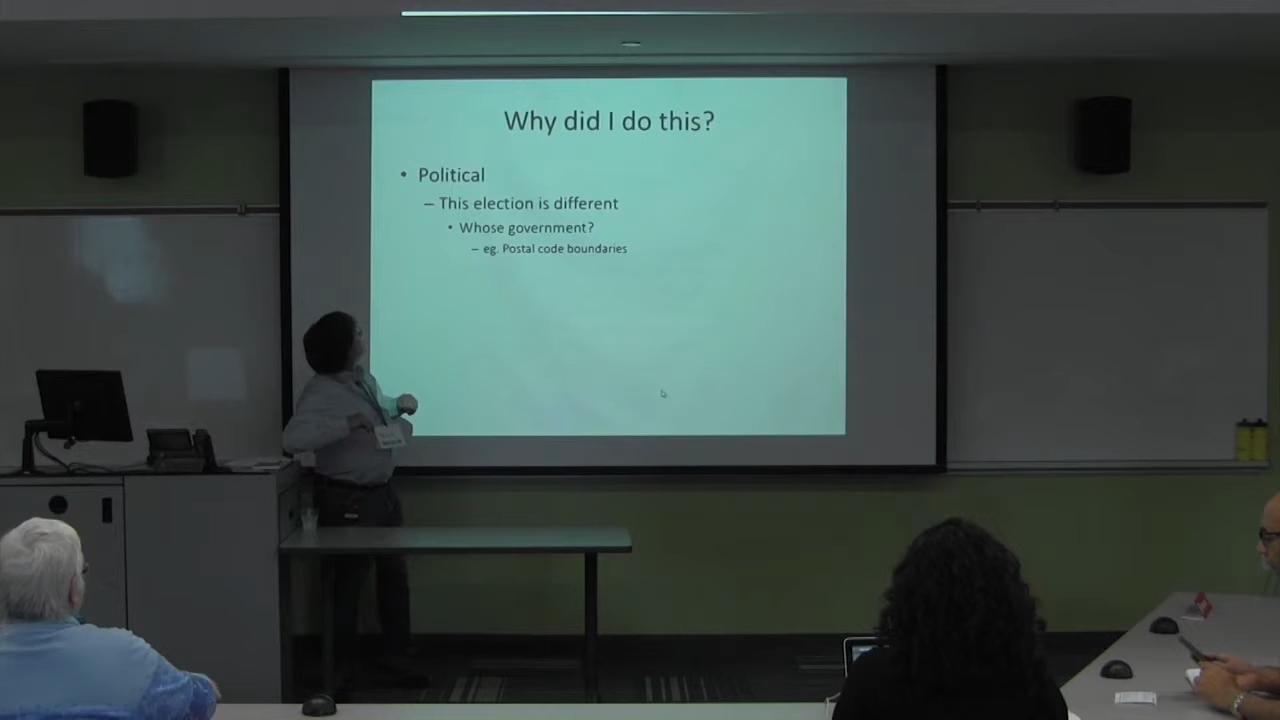 Why did I do this?
• Political
– This election is different
• Whose government?
– eg. Postal code boundaries